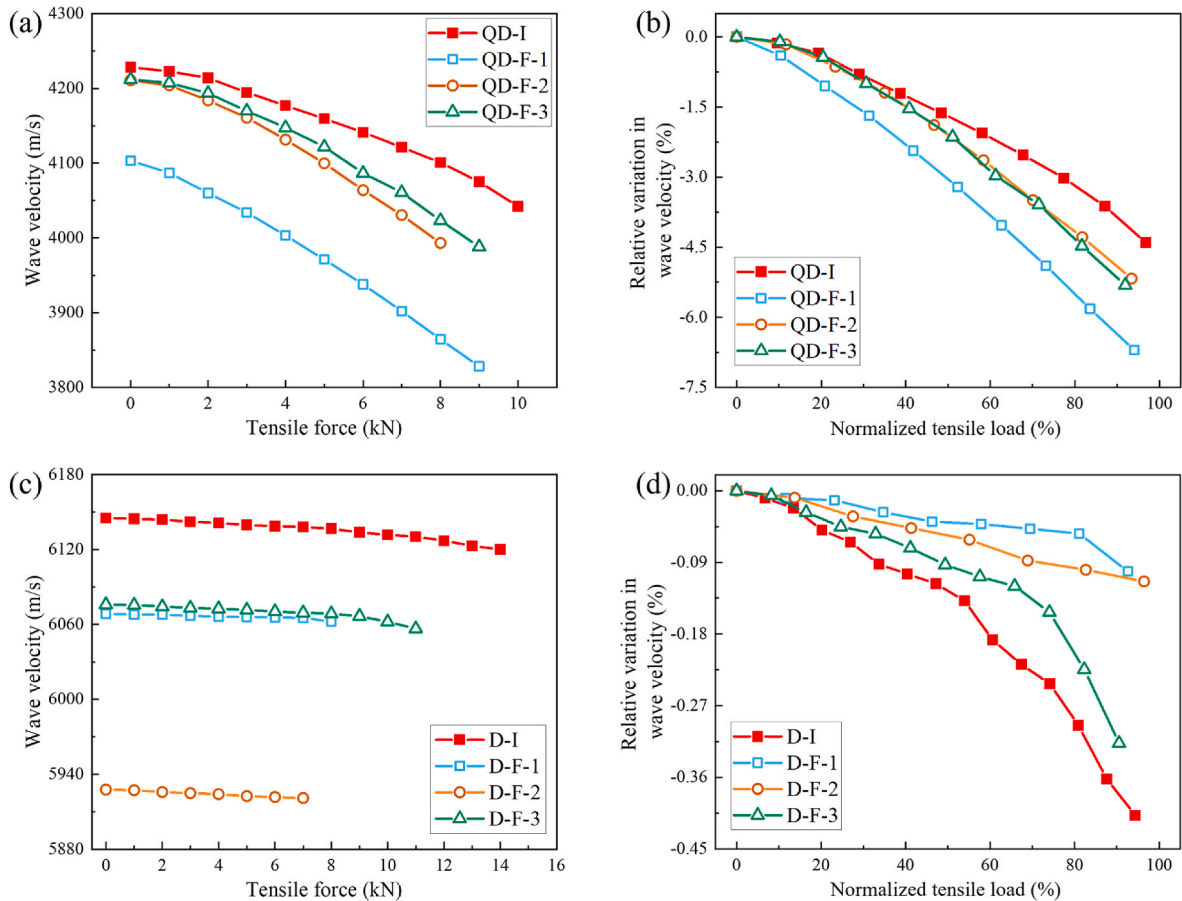 (a)
4300
4200
4100
4000
3900
3800
Wave velocity (m/s)
0 2 4 6 8 10
Tensile force (kN)
QD-I
QD-F-1
QD-F-2
QD-F-3
(b)
0.0
-1.5
-3.0
-4.5
-6.0
-7.5
Relative variation in
wave velocity (%)
0 20 40 60 80 100
Normalized tensile load (%)
QD-I
QD-F-1
QD-F-2
QD-F-3
(c)
6180
6120
6060
6000
5940
5880
Wave velocity (m/s)
0 2 4 6 8 10 12 14 16
Tensile force (kN)
D-I
D-F-1
D-F-2
D-F-3
(d)
0.00
-0.09
-0.18
-0.27
-0.36
-0.45
Relative variation in
wave velocity (%)
0 20 40 60 80 100
Normalized tensile load (%)
D-I
D-F-1
D-F-2
D-F-3